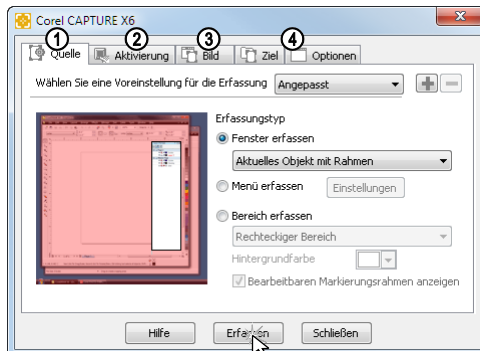 Corel CAPTURE X6
1 2 3 4
Quelle Aktivierung Bild Ziel Optionen
Wählen Sie eine Voreinstellung für die Erfassung Angepasst
Erfassungstyp
Fenster erfassen
Aktuelles Objekt mit Rahmen
Menü erfassen Einstellungen
Bereich erfassen
Rechteckiger Bereich
Hintergrundfarbe
Bearbeitbaren Markierungsrahmen anzeigen
Hilfe Erfassen Schließen